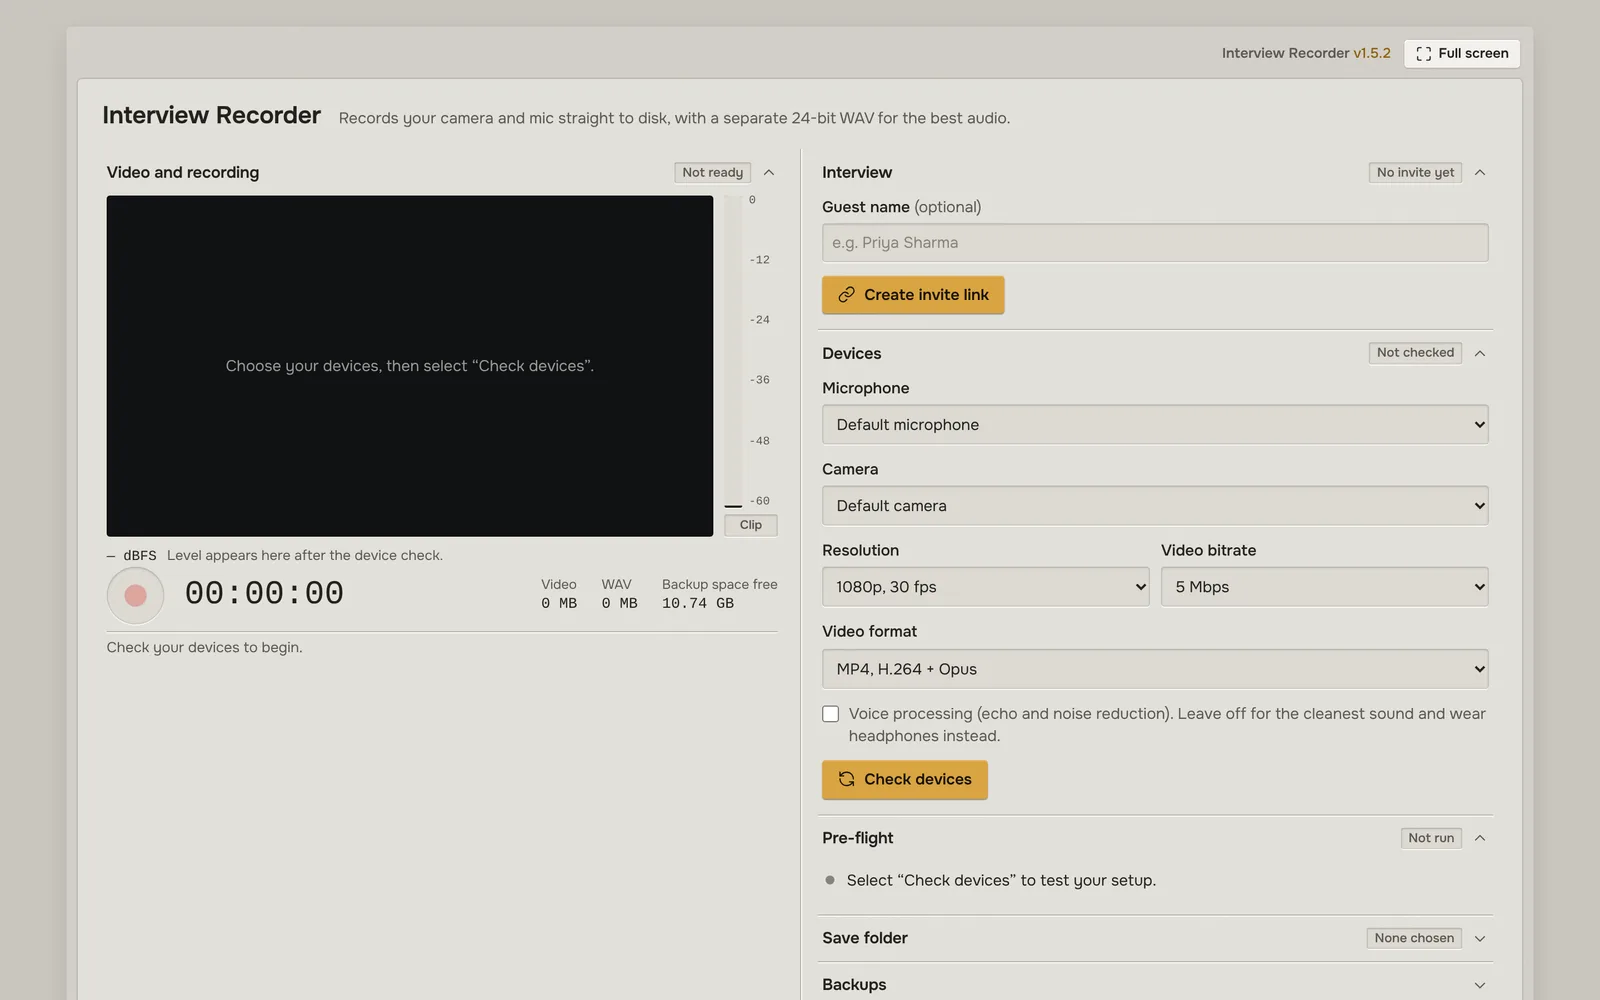 Interview Recorder v1.5.2
Full screen
Interview Recorder
Records your camera and mic straight to disk, with a separate 24-bit WAV for the best audio.
Video and recording
Not ready
Choose your devices, then select “Check devices”.
0
-12
-24
-36
-48
-60
Clip
– dBFS Level appears here after the device check.
00:00:00
Video
0 MB
WAV
0 MB
Backup space free
10.74 GB
Check your devices to begin.
Interview
No invite yet
Guest name (optional)
e.g. Priya Sharma
Create invite link
Devices
Not checked
Microphone
Default microphone
Camera
Default camera
Resolution
1080p, 30 fps
Video bitrate
5 Mbps
Video format
MP4, H.264 + Opus
Voice processing (echo and noise reduction). Leave off for the cleanest sound and wear
headphones instead.
Check devices
Pre-flight
Not run
Select “Check devices” to test your setup.
Save folder
None chosen
Backups